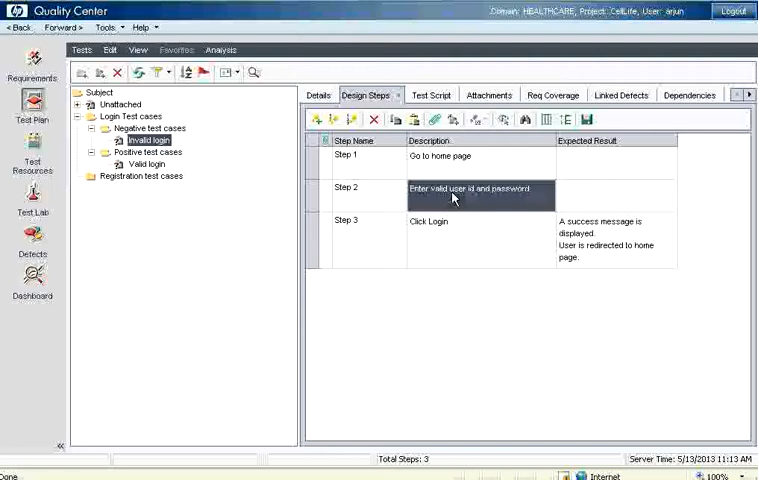 hp Quality Center
Domain: HEALTHCARE, Project: CellLife, User: arjun
Logout
< Back Forward > Tools Help
Tests Edit View Favorites Analysis
Requirements
Test Plan
Test Resources
Test Lab
Defects
Dashboard
Subject
Unattached
Login Test cases
Negative test cases
Invalid login
Positive test cases
Valid login
Registration test cases
Details Design Steps * Test Script Attachments Req Coverage Linked Defects Dependencies
Step Name Description Expected Result
Step 1 Go to home page
Step 2 Enter valid user id and password
Step 3 Click Login A success message is
displayed.
User is redirected to home
page.
Total Steps: 3 Server Time: 5/13/2013 11:13 AM
Done Internet 100%